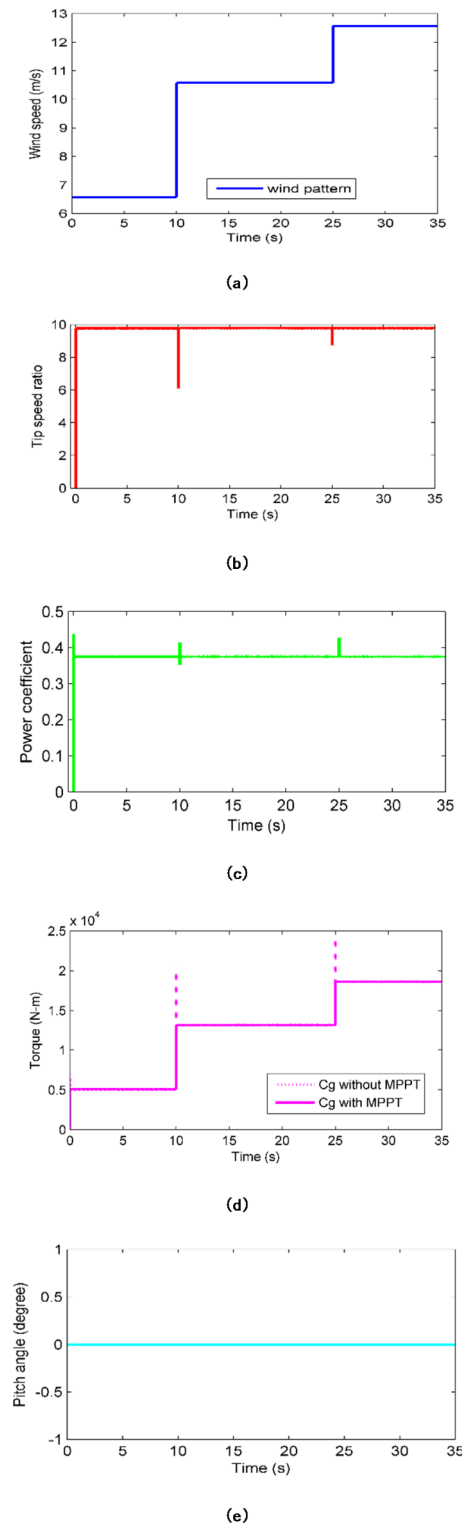 13
12
11
10
9
8
7
6
Wind speed (m/s)
wind pattern
0 5 10 15 20 25 30 35
Time (s)
(a)
10
8
6
4
2
0
Tip speed ratio
0 5 10 15 20 25 30 35
Time (s)
(b)
0.5
0.4
0.3
0.2
0.1
0
Power coefficient
0 5 10 15 20 25 30 35
Time (s)
(c)
x 10^4
2.5
2
1.5
1
0.5
0
Torque (N-m)
Cg without MPPT
Cg with MPPT
0 5 10 15 20 25 30 35
Time (s)
(d)
1
0.5
0
-0.5
-1
Pitch angle (degree)
0 5 10 15 20 25 30 35
Time (s)
(e)